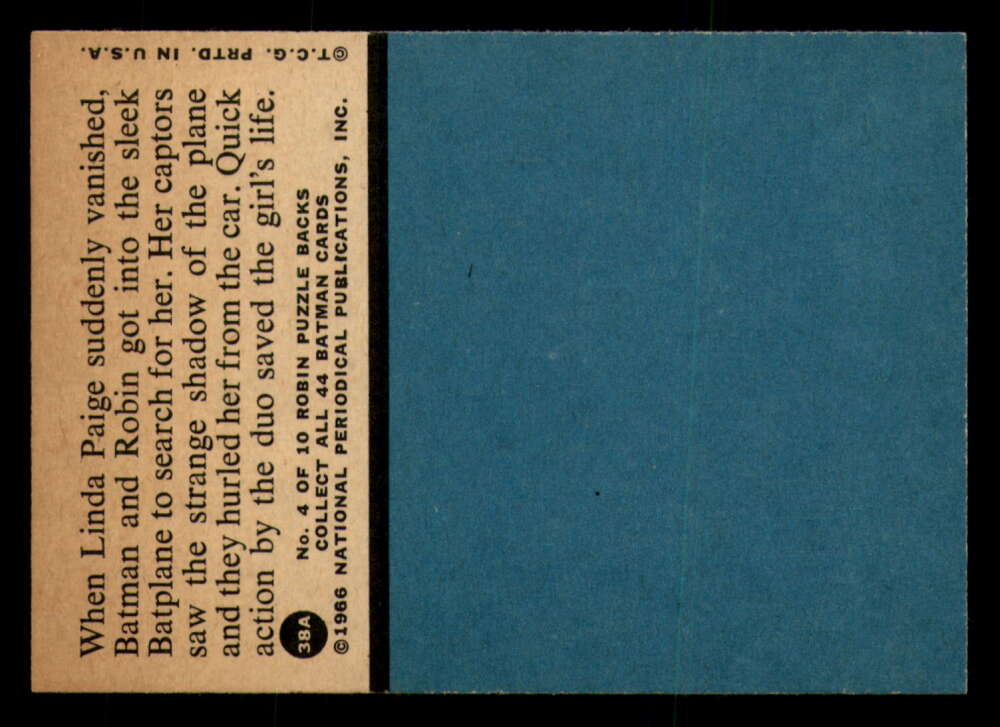 When Linda Paige suddenly vanished,
Batman and Robin got into the sleek
Batplane to search for her. Her captors
saw the strange shadow of the plane
and they hurled her from the car. Quick
action by the duo saved the girl's life.
No. 4 OF 10 ROBIN PUZZLE BACKS
COLLECT ALL 44 BATMAN CARDS
38A
©1966 NATIONAL PERIODICAL PUBLICATIONS, INC.
©T.C.G. PRTD. IN U.S.A.